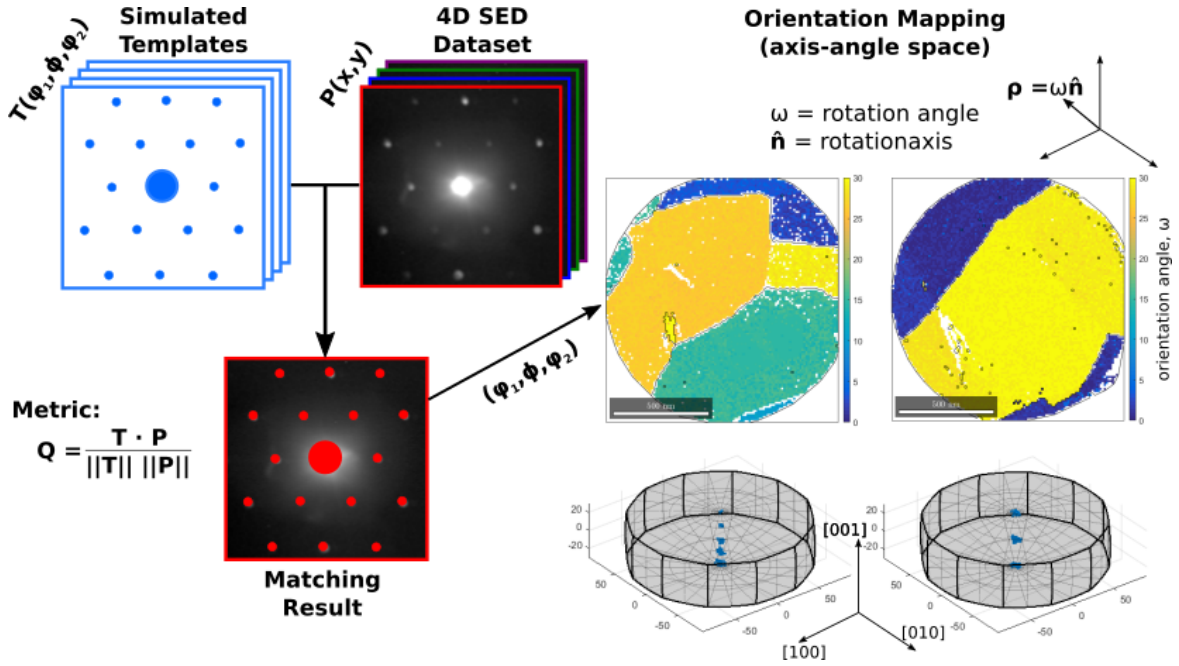 Simulated
Templates
4D SED
Dataset
Orientation Mapping
(axis-angle space)
T(φ₁,ϕ,φ₂)
P(x,y)
ρ =ωn̂
ω = rotation angle
n̂ = rotationaxis
30
25
20
15
10
5
0
500 nm
30
25
20
15
10
5
0
orientation angle, ω
500 nm
(φ₁,ϕ,φ₂)
Metric:
Q = T · P
||T|| ||P||
Matching
Result
20
0
-20
50
0
-50
-50
0
50
[001]
[100]
[010]
20
0
-20
50
0
-50
-50
0
50